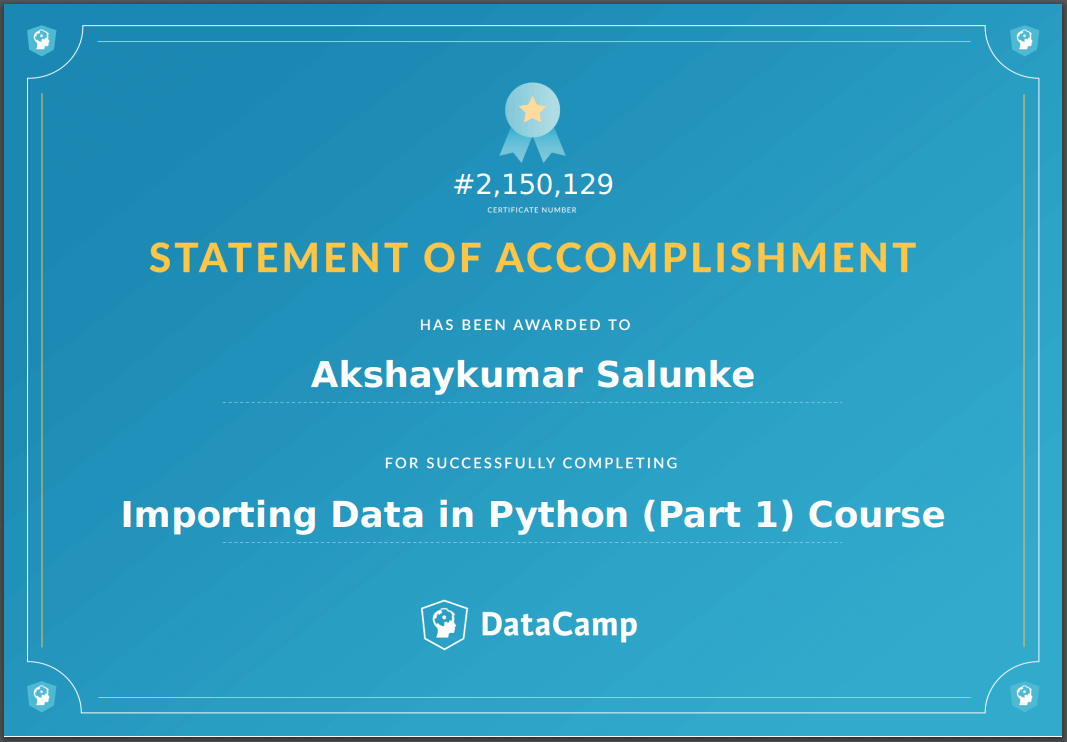 #2,150,129
CERTIFICATE NUMBER
STATEMENT OF ACCOMPLISHMENT
HAS BEEN AWARDED TO
Akshaykumar Salunke
FOR SUCCESSFULLY COMPLETING
Importing Data in Python (Part 1) Course
DataCamp